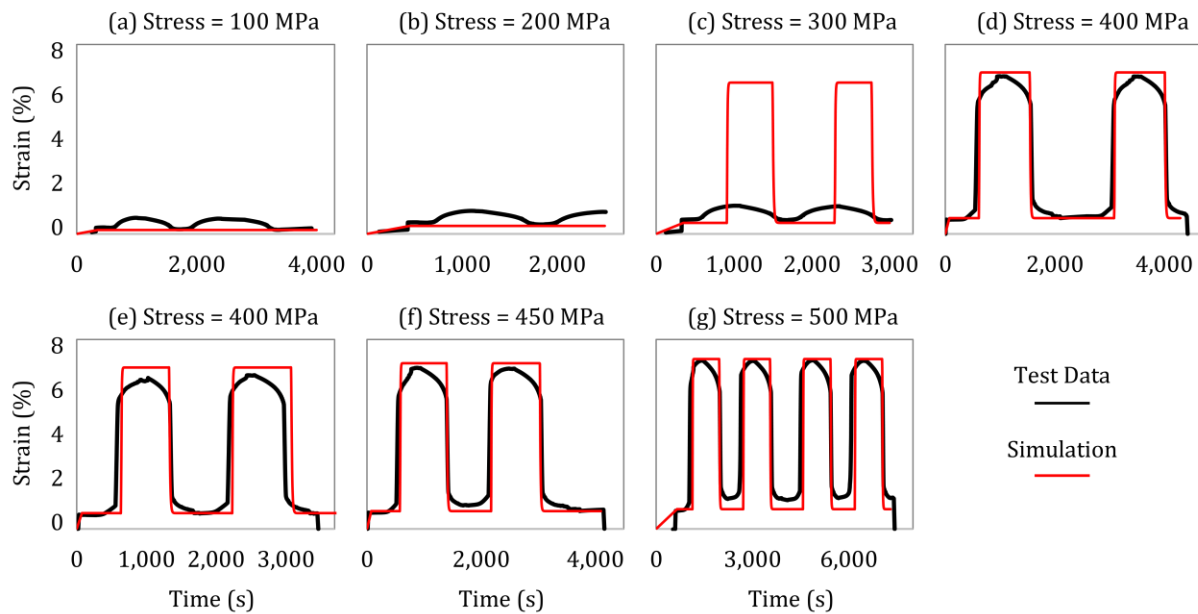 (a) Stress = 100 MPa (b) Stress = 200 MPa (c) Stress = 300 MPa (d) Stress = 400 MPa
8
6
4
2
0
Strain (%)
0 2,000 4,000 0 1,000 2,000 0 1,000 2,000 3,000 0 2,000 4,000
(e) Stress = 400 MPa (f) Stress = 450 MPa (g) Stress = 500 MPa
8
6
4
2
0
Strain (%)
0 1,000 2,000 3,000 0 2,000 4,000 0 3,000 6,000
Time (s) Time (s) Time (s)
Test Data
Simulation